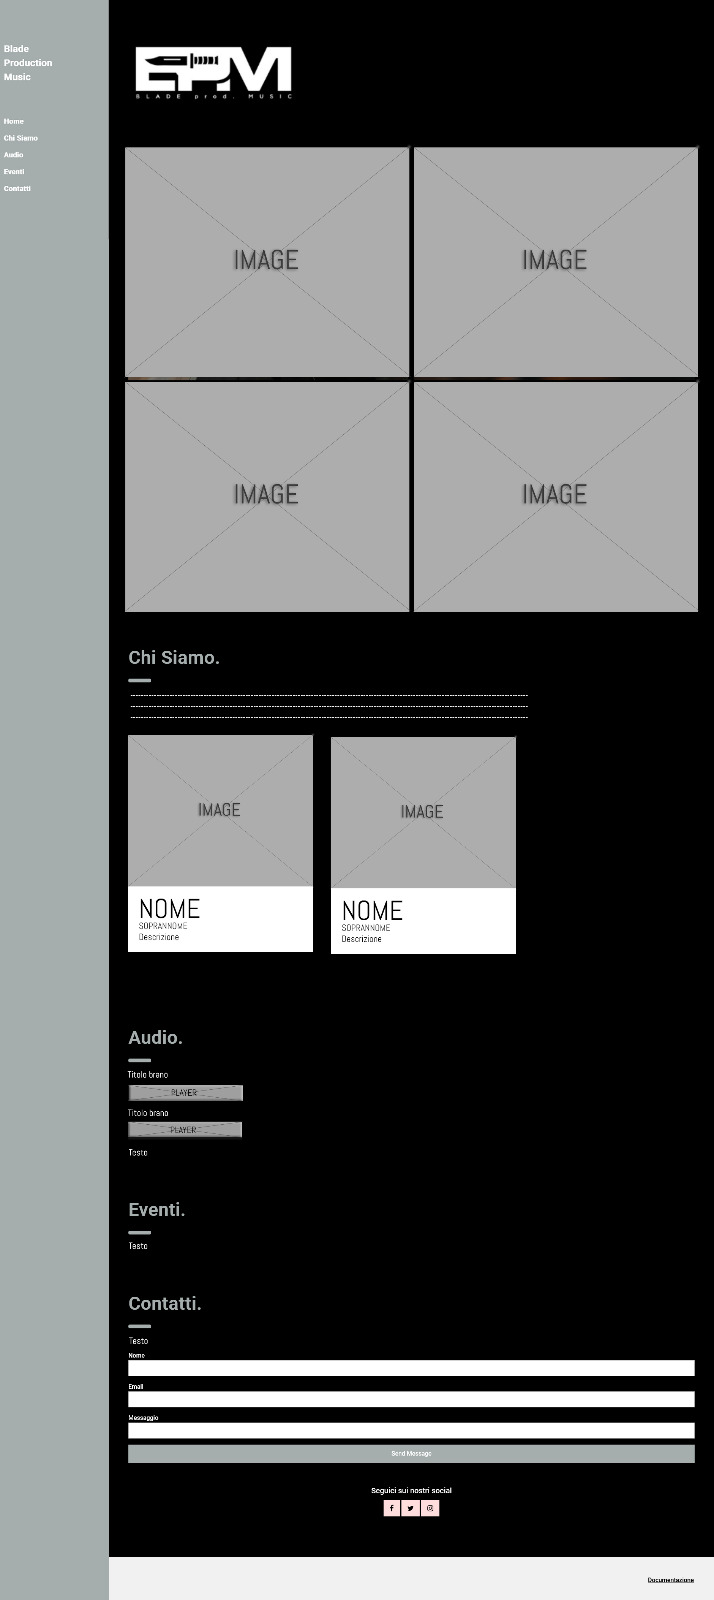 Blade
Production
Music
Home
Chi Siamo
Audio
Eventi
Contatti
BLADE prod. MUSIC
IMAGE IMAGE
IMAGE IMAGE
Chi Siamo.
IMAGE IMAGE
NOME NOME
SOPRANNOME SOPRANNOME
Descrizione Descrizione
Audio.
Titolo brano
PLAYER
Titolo brano
PLAYER
Testo
Eventi.
Testo
Contatti.
Testo
Nome
Email
Messaggio
Send Message
Seguici sui nostri social
Documentazione